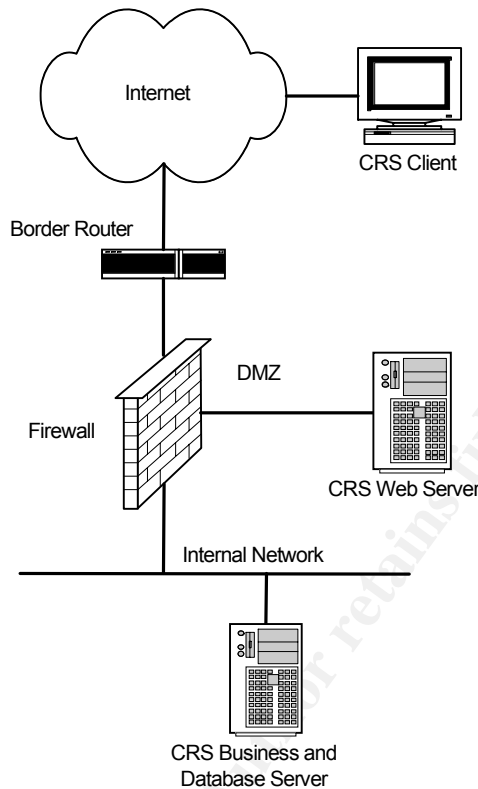 Internet
CRS Client
Border Router
DMZ
Firewall
CRS Web Server
Internal Network
CRS Business and
Database Server